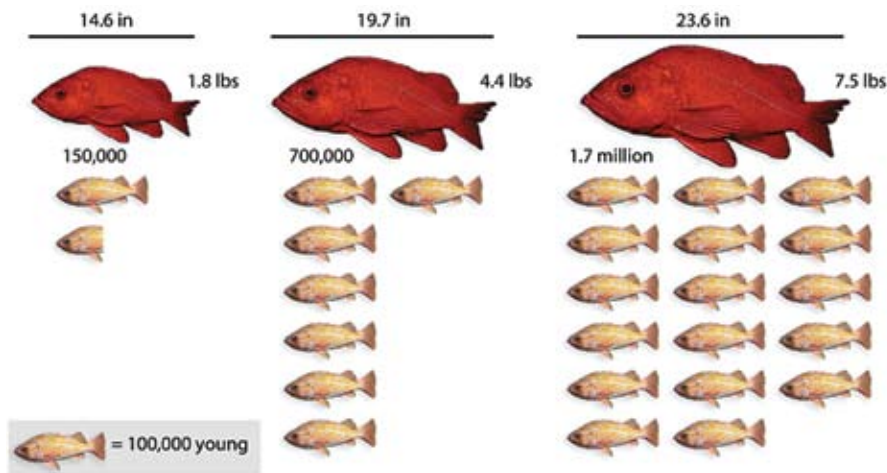 14.6 in
19.7 in
23.6 in
1.8 lbs
4.4 lbs
7.5 lbs
150,000
700,000
1.7 million
= 100,000 young